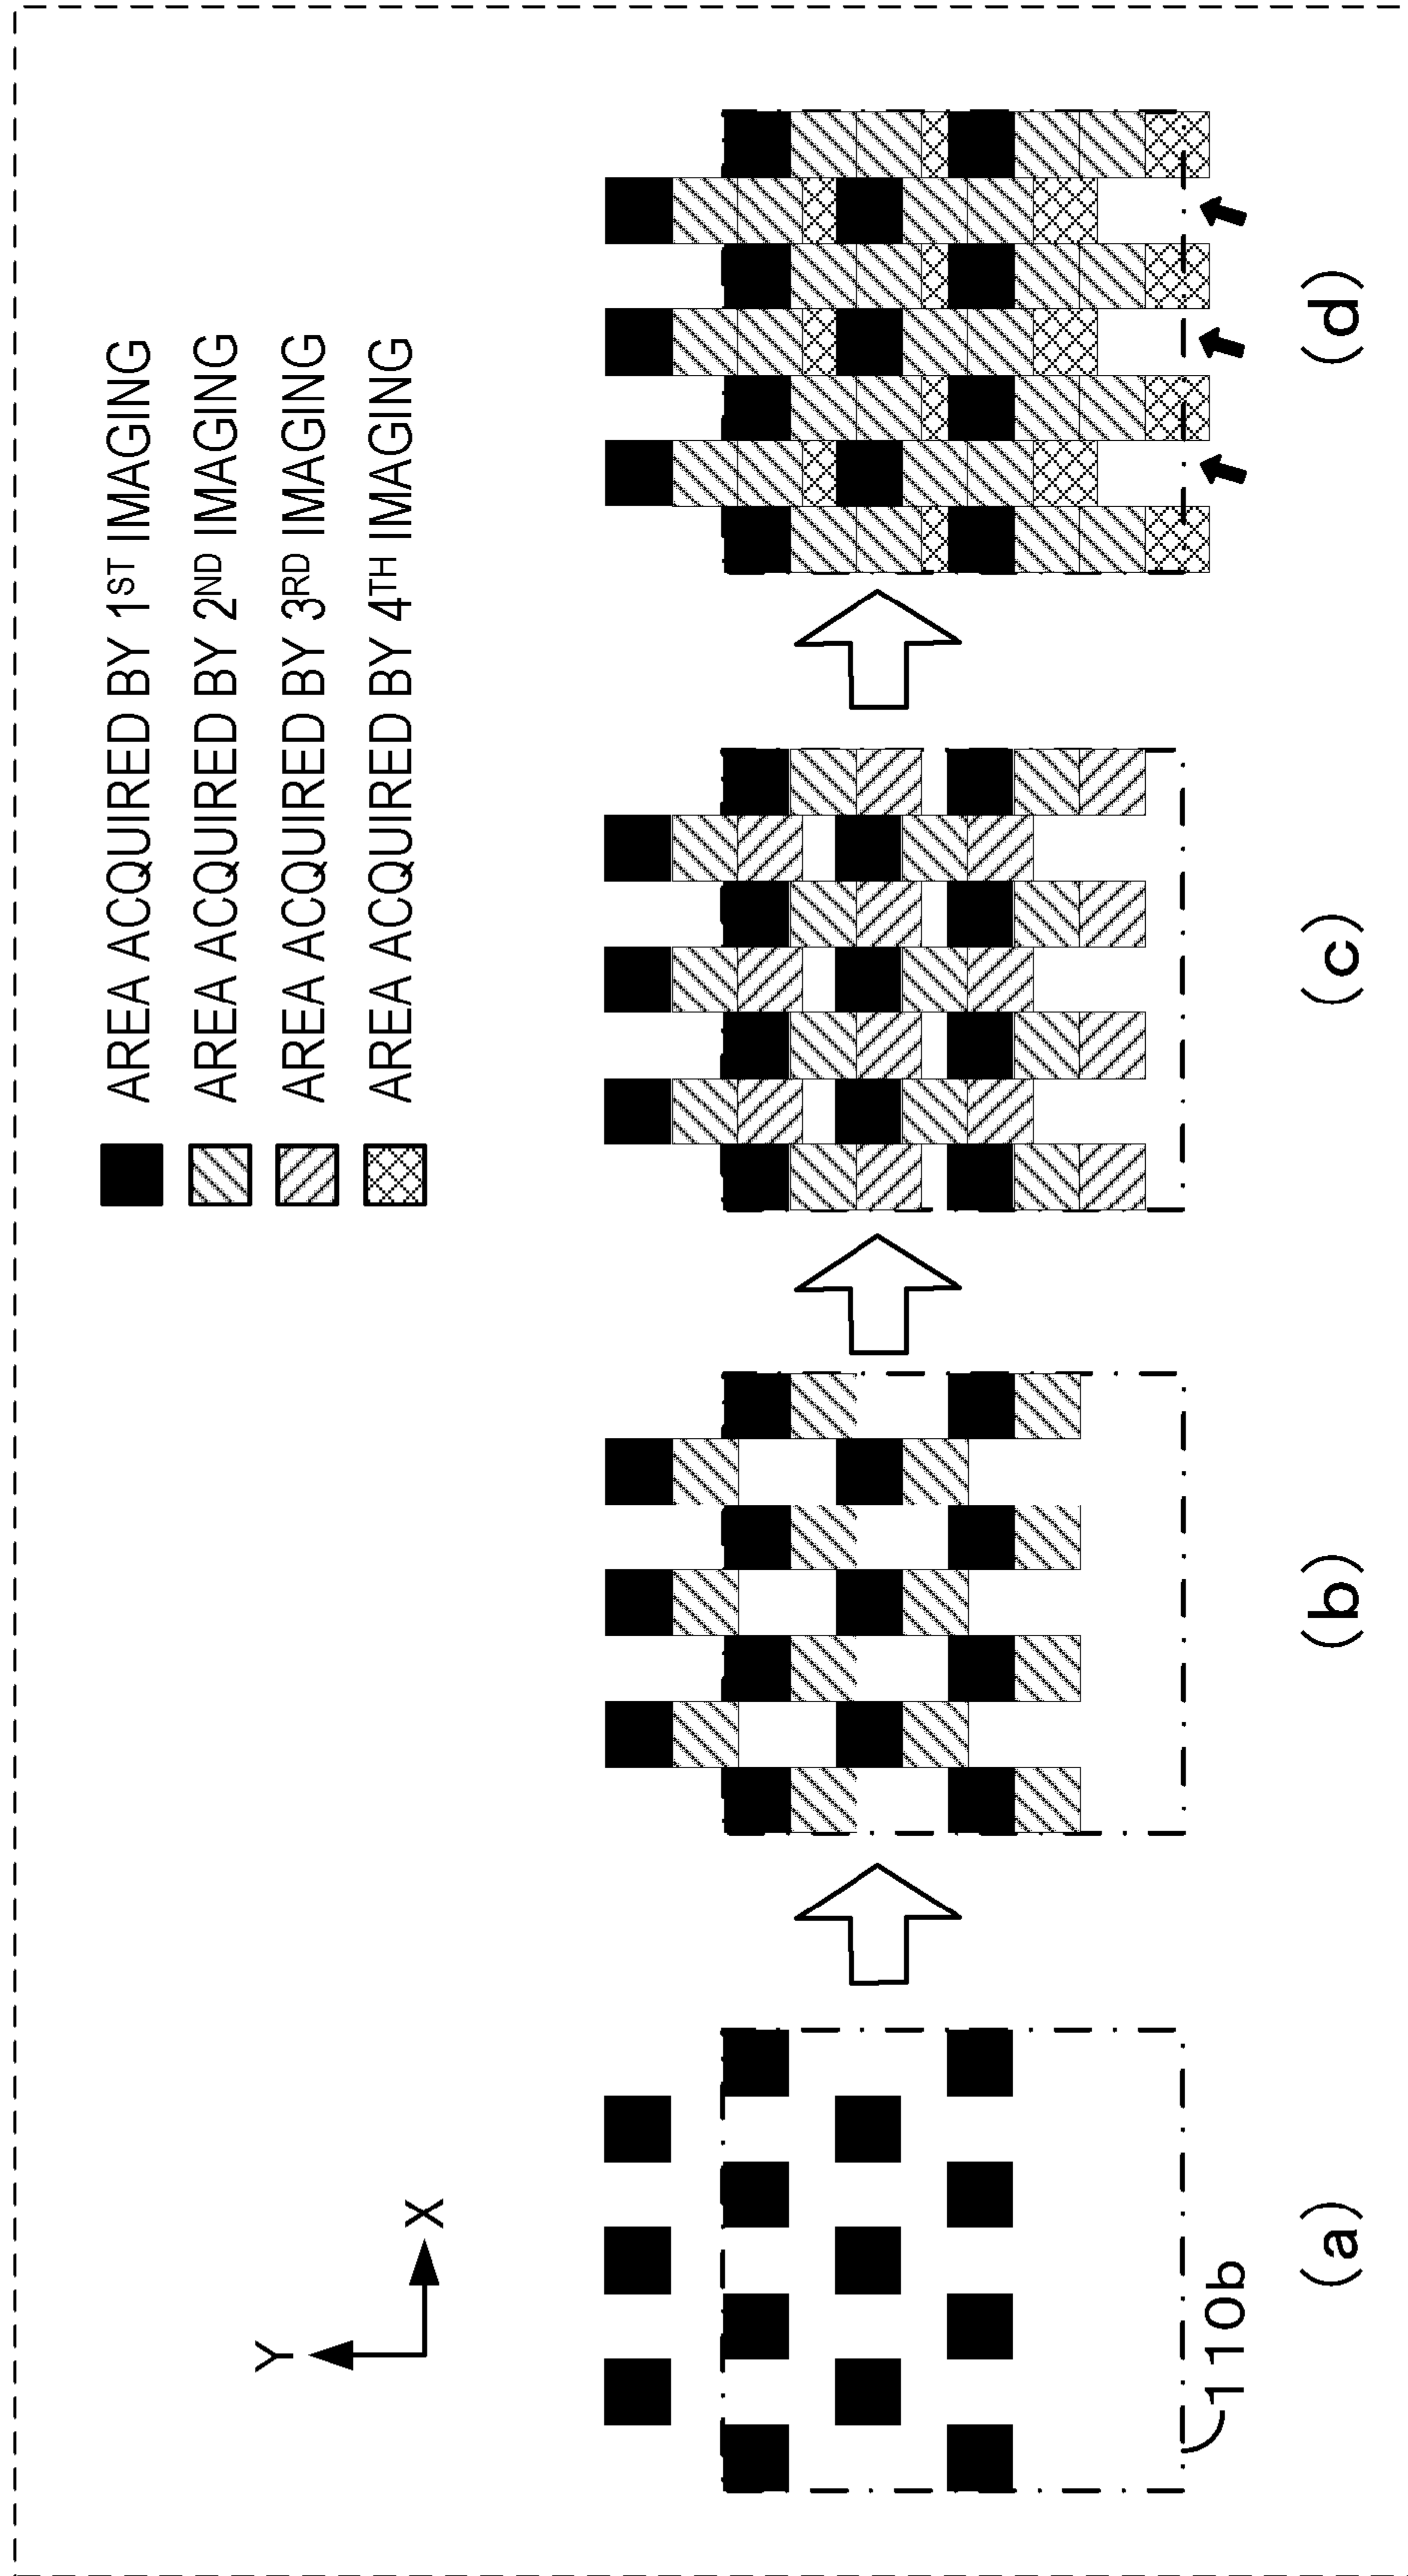 AREA ACQUIRED BY 1ST IMAGING
AREA ACQUIRED BY 2ND IMAGING
AREA ACQUIRED BY 3RD IMAGING
AREA ACQUIRED BY 4TH IMAGING
Y
X
110b
(a)
(b)
(c)
(d)